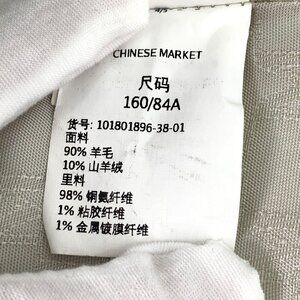 CHINESE MARKET
尺码
160/84A
货号: 101801896-38-01
面料
90% 羊毛
10% 山羊绒
里料
98% 铜氨纤维
1% 粘胶纤维
1% 金属镀膜纤维